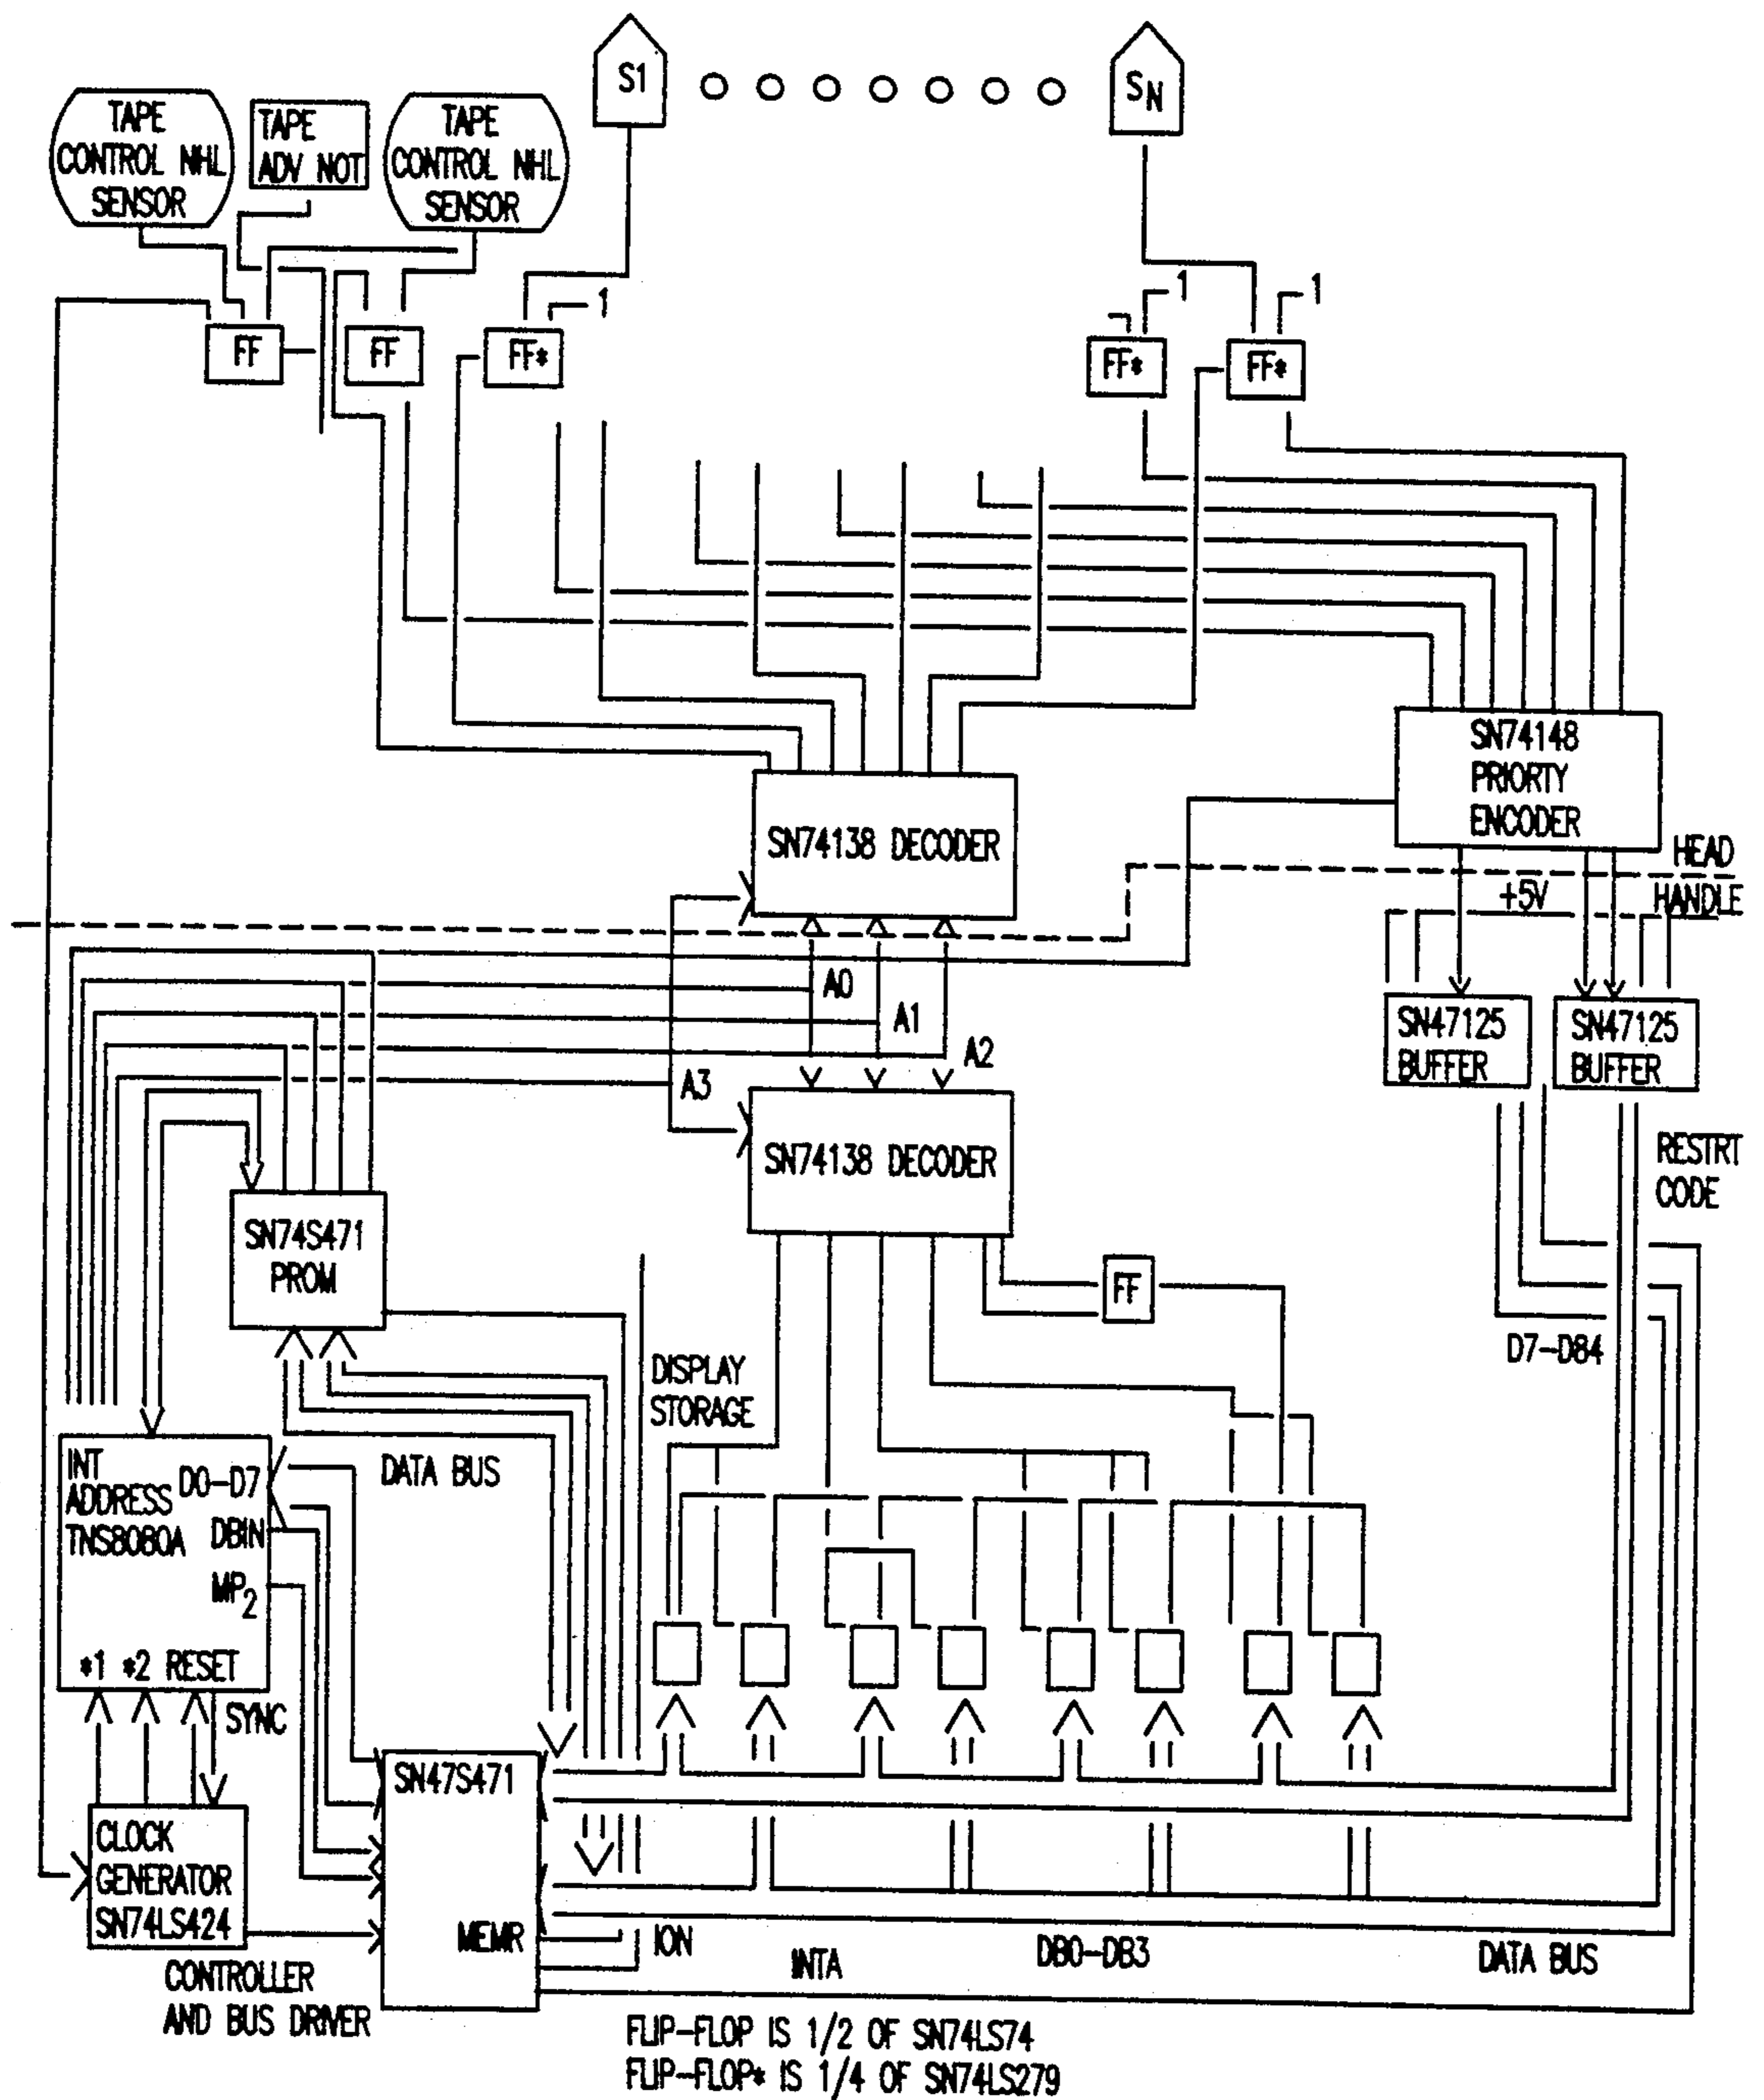 S1
SN
TAPE
CONTROL NHL
SENSOR
TAPE
ADV NOT
TAPE
CONTROL NHL
SENSOR
1
1
1
FF
FF
FF*
FF*
FF*
SN74148
PRIORTY
ENCODER
SN74138 DECODER
HEAD
+5V
HANDLE
A0
A1
A2
A3
SN47125
BUFFER
SN47125
BUFFER
SN74138 DECODER
RESTRT
CODE
SN74S471
PROM
FF
D7-D84
DISPLAY
STORAGE
INT
ADDRESS
TNS8080A
D0-D7
DBIN
MP2
*1 *2 RESET
DATA BUS
SYNC
SN47S471
CLOCK
GENERATOR
SN74LS424
MEMR
ION
INTA
DB0-DB3
DATA BUS
CONTROLLER
AND BUS DRIVER
FLIP-FLOP IS 1/2 OF SN74LS74
FLIP-FLOP* IS 1/4 OF SN74LS279